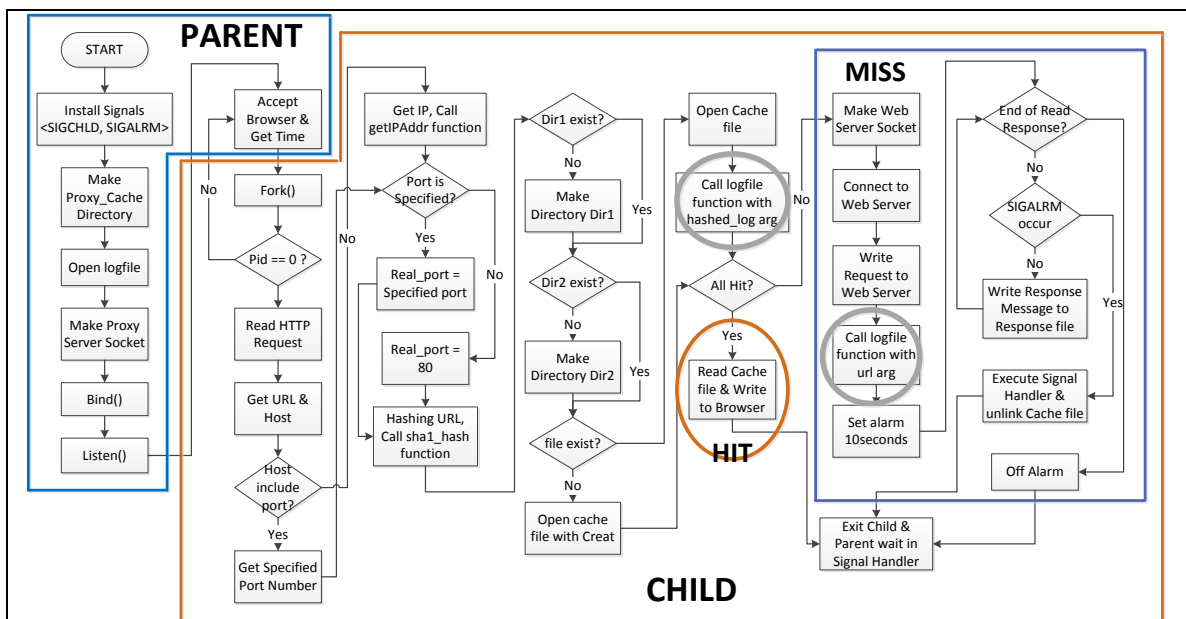 PARENT
START
Install Signals
<SIGCHLD, SIGALRM>
Make
Proxy_Cache
Directory
Open logfile
Make Proxy
Server Socket
Bind()
Listen()
Accept
Browser &
Get Time
No
Fork()
Pid == 0 ?
Read HTTP
Request
Get URL &
Host
Host
include
port?
Yes
Get Specified
Port Number
No
Get IP, Call
getIPAddr function
Port is
Specified?
Yes
No
Real_port =
Specified port
Real_port =
80
Hashing URL,
Call sha1_hash
function
Dir1 exist?
No
Make
Directory Dir1
Yes
Dir2 exist?
No
Make
Directory Dir2
Yes
file exist?
No
Open cache
file with Creat
Open Cache
file
Call logfile
function with
hashed_log arg
No
All Hit?
Yes
Read Cache
file & Write
to Browser
HIT
MISS
Make Web
Server Socket
Connect to
Web Server
Write
Request to
Web Server
Call logfile
function with
url arg
Set alarm
10seconds
End of Read
Response?
No
SIGALRM
occur
No
Yes
Write Response
Message to
Response file
Execute Signal
Handler &
unlink Cache file
Off Alarm
Exit Child &
Parent wait in
Signal Handler
CHILD